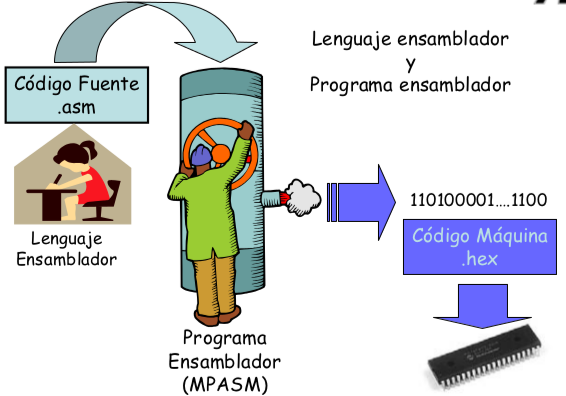 Lenguaje ensamblador
y
Programa ensamblador
Código Fuente
.asm
Lenguaje
Ensamblador
Programa
Ensamblador
(MPASM)
110100001....1100
Código Máquina
.hex